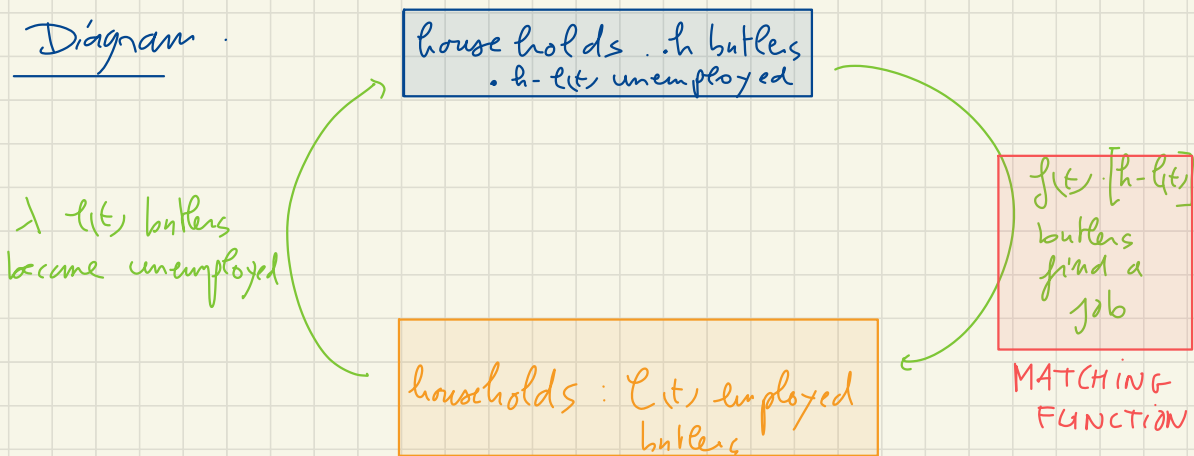 Diagram.
households . h butlers
. h - l(t) unemployed
f(t) . [h - l(t)]
butlers
find a
job
MATCHING
FUNCTION
λ l(t) butlers
become unemployed
households : l(t) employed
butlers